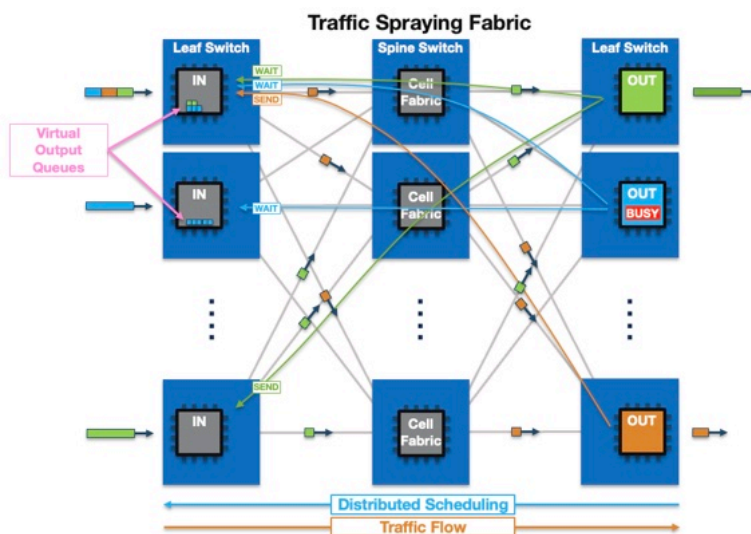 Traffic Spraying Fabric
Leaf Switch
Spine Switch
Leaf Switch
IN
WAIT
WAIT
SEND
Cell
Fabric
OUT
Virtual
Output
Queues
IN
WAIT
Cell
Fabric
OUT
BUSY
IN
SEND
Cell
Fabric
OUT
Distributed Scheduling
Traffic Flow